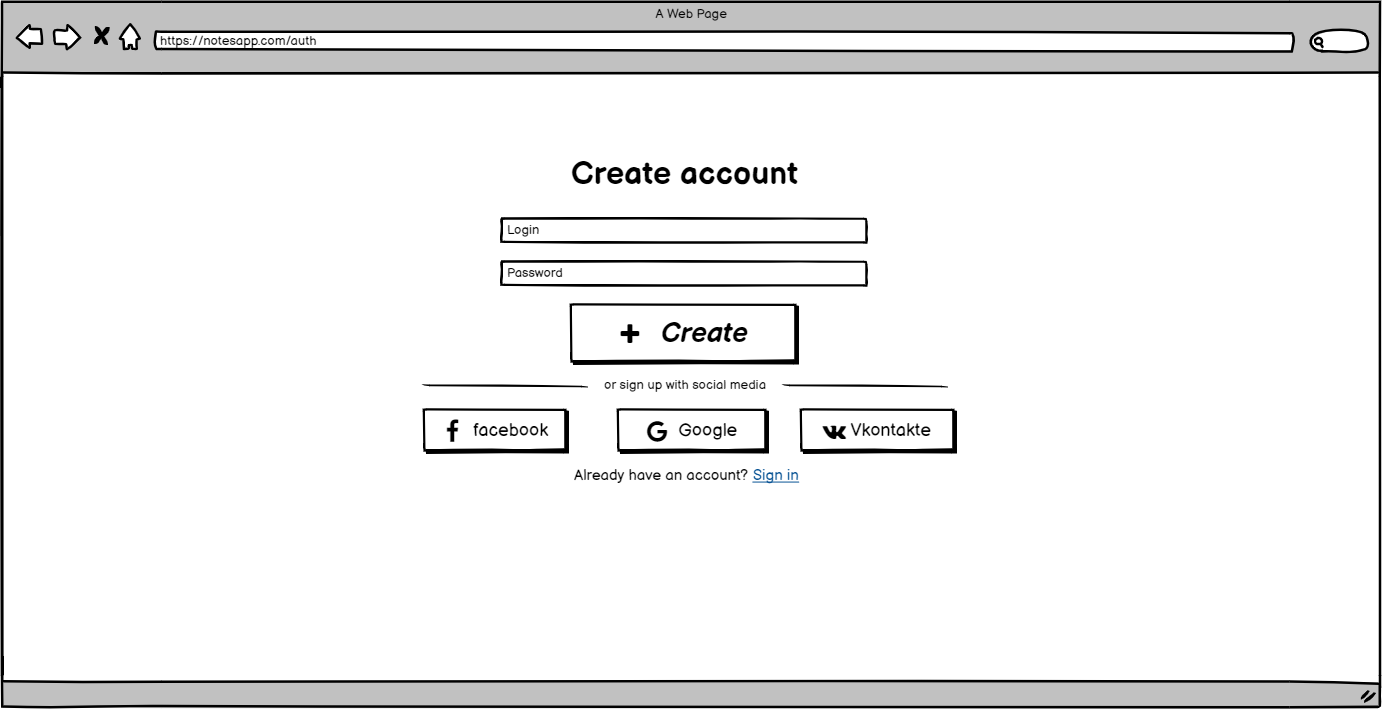 A Web Page
https://notesapp.com/auth
Create account
Login
Password
Create
or sign up with social media
facebook
Google
Vkontakte
Already have an account? Sign in